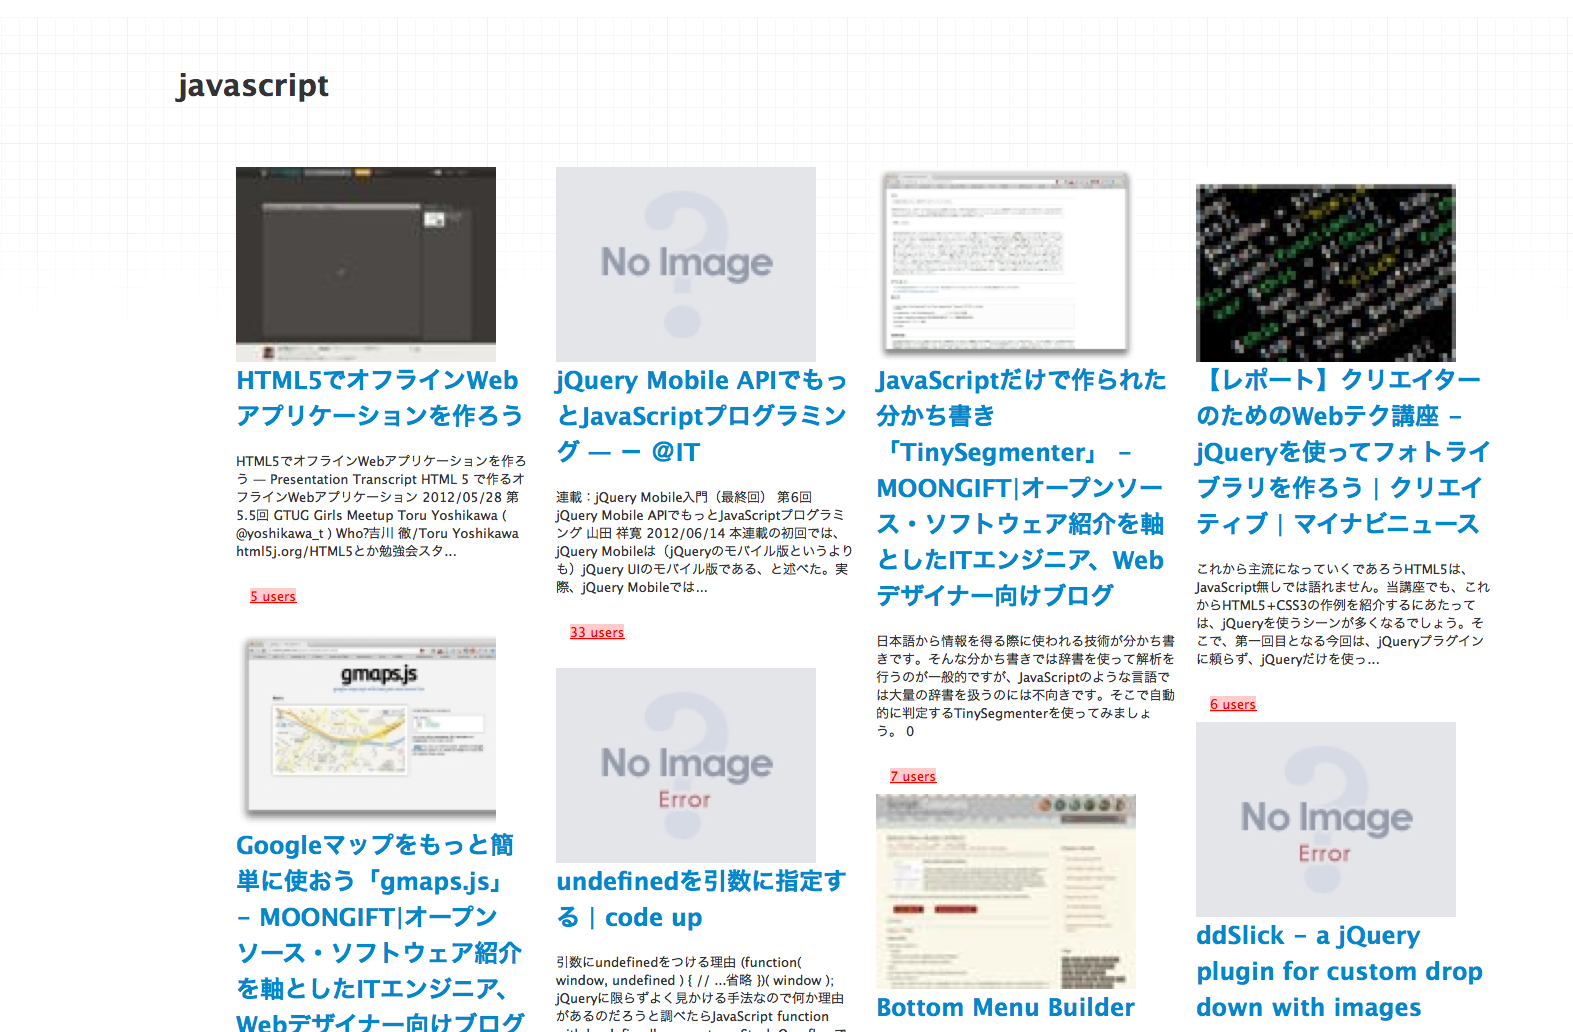 javascript
HTML5でオフラインWeb
アプリケーションを作ろう
HTML5でオフラインWebアプリケーションを作ろ
う — Presentation Transcript HTML 5 で作るオ
フラインWebアプリケーション 2012/05/28 第
5.5回 GTUG Girls Meetup Toru Yoshikawa (
@yoshikawa_t ) Who?吉川 徹/Toru Yoshikawa
html5j.org/HTML5とか勉強会スタ...
5 users
gmaps.js
Googleマップをもっと簡
単に使おう「gmaps.js」
- MOONGIFT|オープン
ソース・ソフトウェア紹介
を軸としたITエンジニア、
Webデザイナー向けブログ
No Image
jQuery Mobile APIでもっ
とJavaScriptプログラミン
グ — － @IT
連載：jQuery Mobile入門（最終回） 第6回
jQuery Mobile APIでもっとJavaScriptプログラミ
ング 山田 祥寛 2012/06/14 本連載の初回では、
jQuery Mobileは（jQueryのモバイル版というより
も）jQuery UIのモバイル版である、と述べた。実
際、jQuery Mobileでは...
33 users
No Image
Error
undefinedを引数に指定す
る | code up
引数にundefinedをつける理由 (function(
window, undefined ) { // ...省略 })( window );
jQueryに限らずよく見かける手法なので何か理由
があるのだろうと調べたらJavaScript function
JavaScriptだけで作られた
分かち書き
「TinySegmenter」 -
MOONGIFT|オープンソー
ス・ソフトウェア紹介を軸
としたITエンジニア、Web
デザイナー向けブログ
日本語から情報を得る際に使われる技術が分かち書
きです。そんな分かち書きでは辞書を使って解析を
行うのが一般的ですが、JavaScriptのような言語で
は大量の辞書を扱うのには不向きです。そこで自動
的に判定するTinySegmenterを使ってみましょ
う。 0
7 users
Bottom Menu Builder
【レポート】クリエイター
のためのWebテク講座 -
jQueryを使ってフォトライ
ブラリを作ろう | クリエイ
ティブ | マイナビニュース
これから主流になっていくであろうHTML5は、
JavaScript無しでは語れません。当講座でも、これ
からHTML5+CSS3の作例を紹介するにあたって
は、jQueryを使うシーンが多くなるでしょう。そ
こで、第一回目となる今回は、jQueryプラグイン
に頼らず、jQueryだけを使っ...
6 users
No Image
Error
ddSlick - a jQuery
plugin for custom drop
down with images